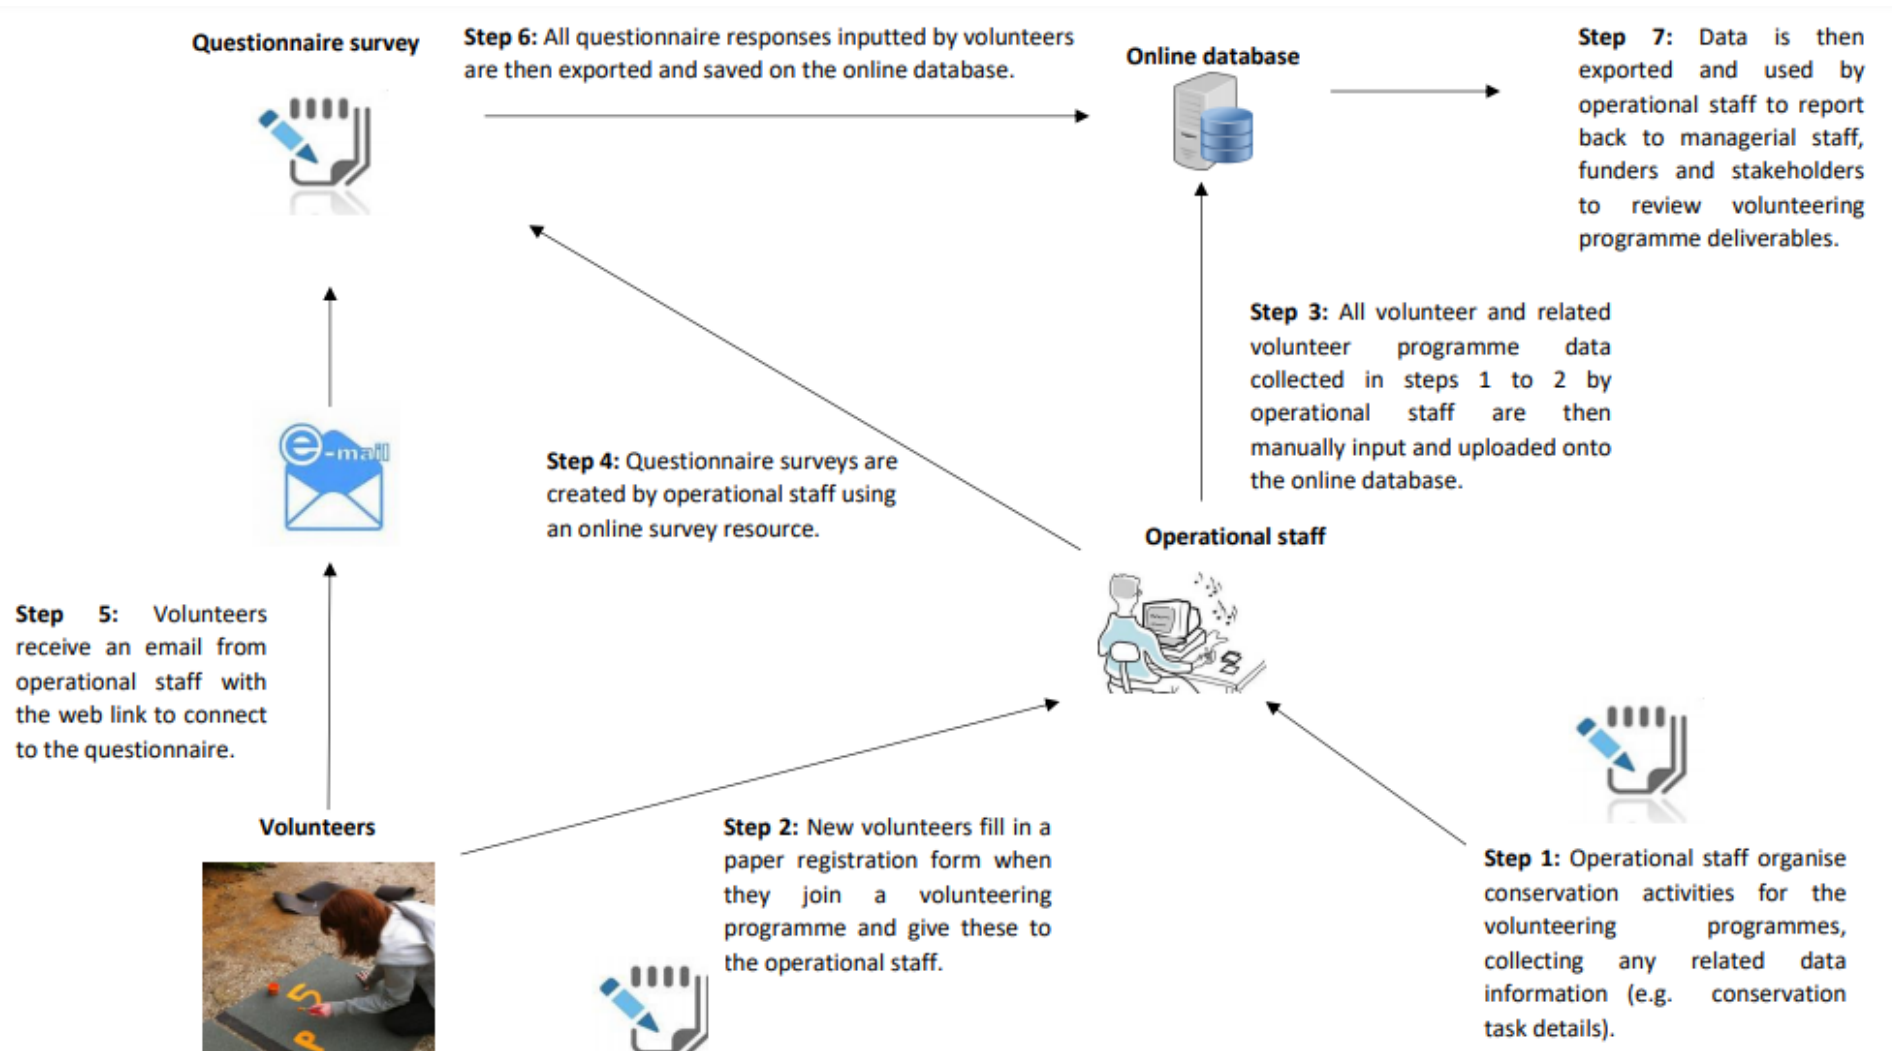 Questionnaire survey
Step 6: All questionnaire responses inputted by volunteers
are then exported and saved on the online database.
Online database
Step 7: Data is then
exported and used by
operational staff to report
back to managerial staff,
funders and stakeholders
to review volunteering
programme deliverables.
Step 3: All volunteer and related
volunteer programme data
collected in steps 1 to 2 by
operational staff are then
manually input and uploaded onto
the online database.
e-mail
Step 4: Questionnaire surveys are
created by operational staff using
an online survey resource.
Operational staff
Step 5: Volunteers
receive an email from
operational staff with
the web link to connect
to the questionnaire.
Volunteers
Step 2: New volunteers fill in a
paper registration form when
they join a volunteering
programme and give these to
the operational staff.
Step 1: Operational staff organise
conservation activities for the
volunteering programmes,
collecting any related data
information (e.g. conservation
task details).
S
P